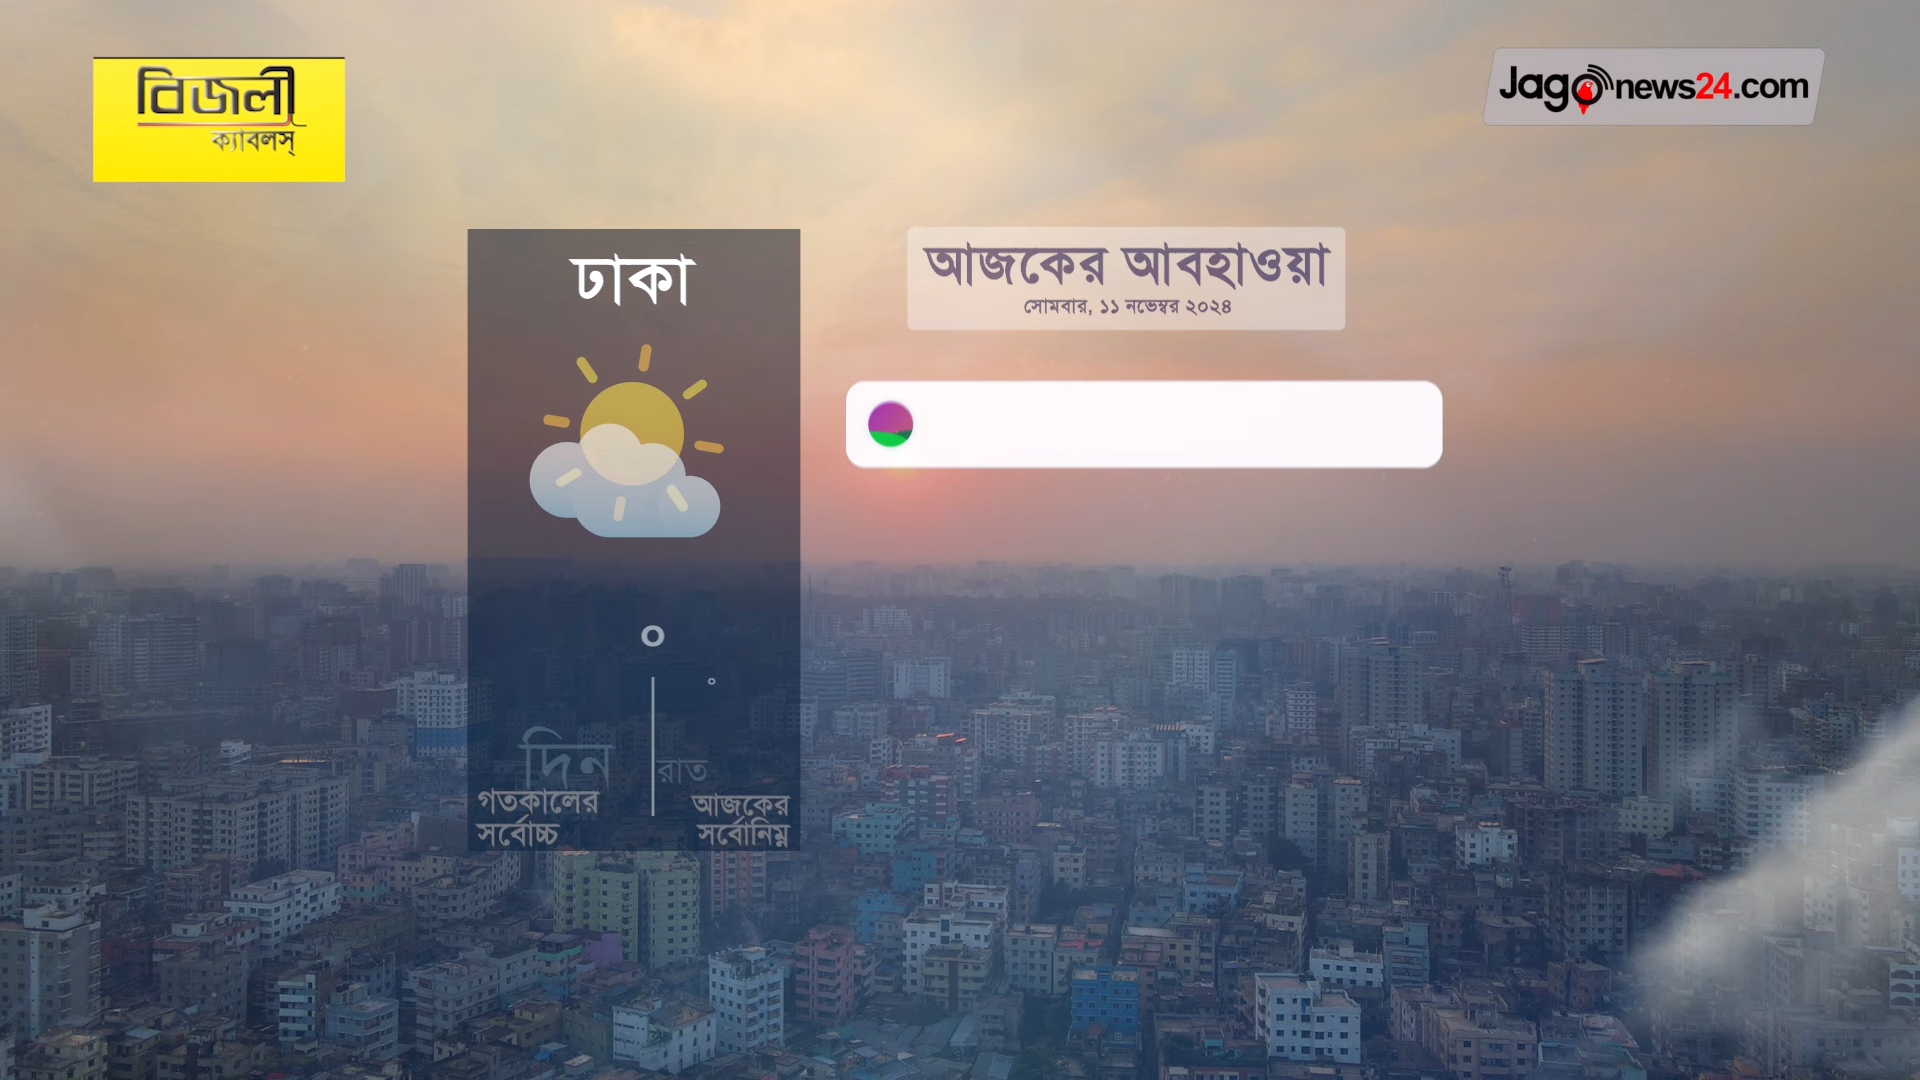 বিজলী
ক্যাবলস্
Jagonews24.com
ঢাকা
আজকের আবহাওয়া
সোমবার, ১১ নভেম্বর ২০২৪
°
°
দিন
রাত
গতকালের
সর্বোচ্চ
আজকের
সর্বোনিম্ন